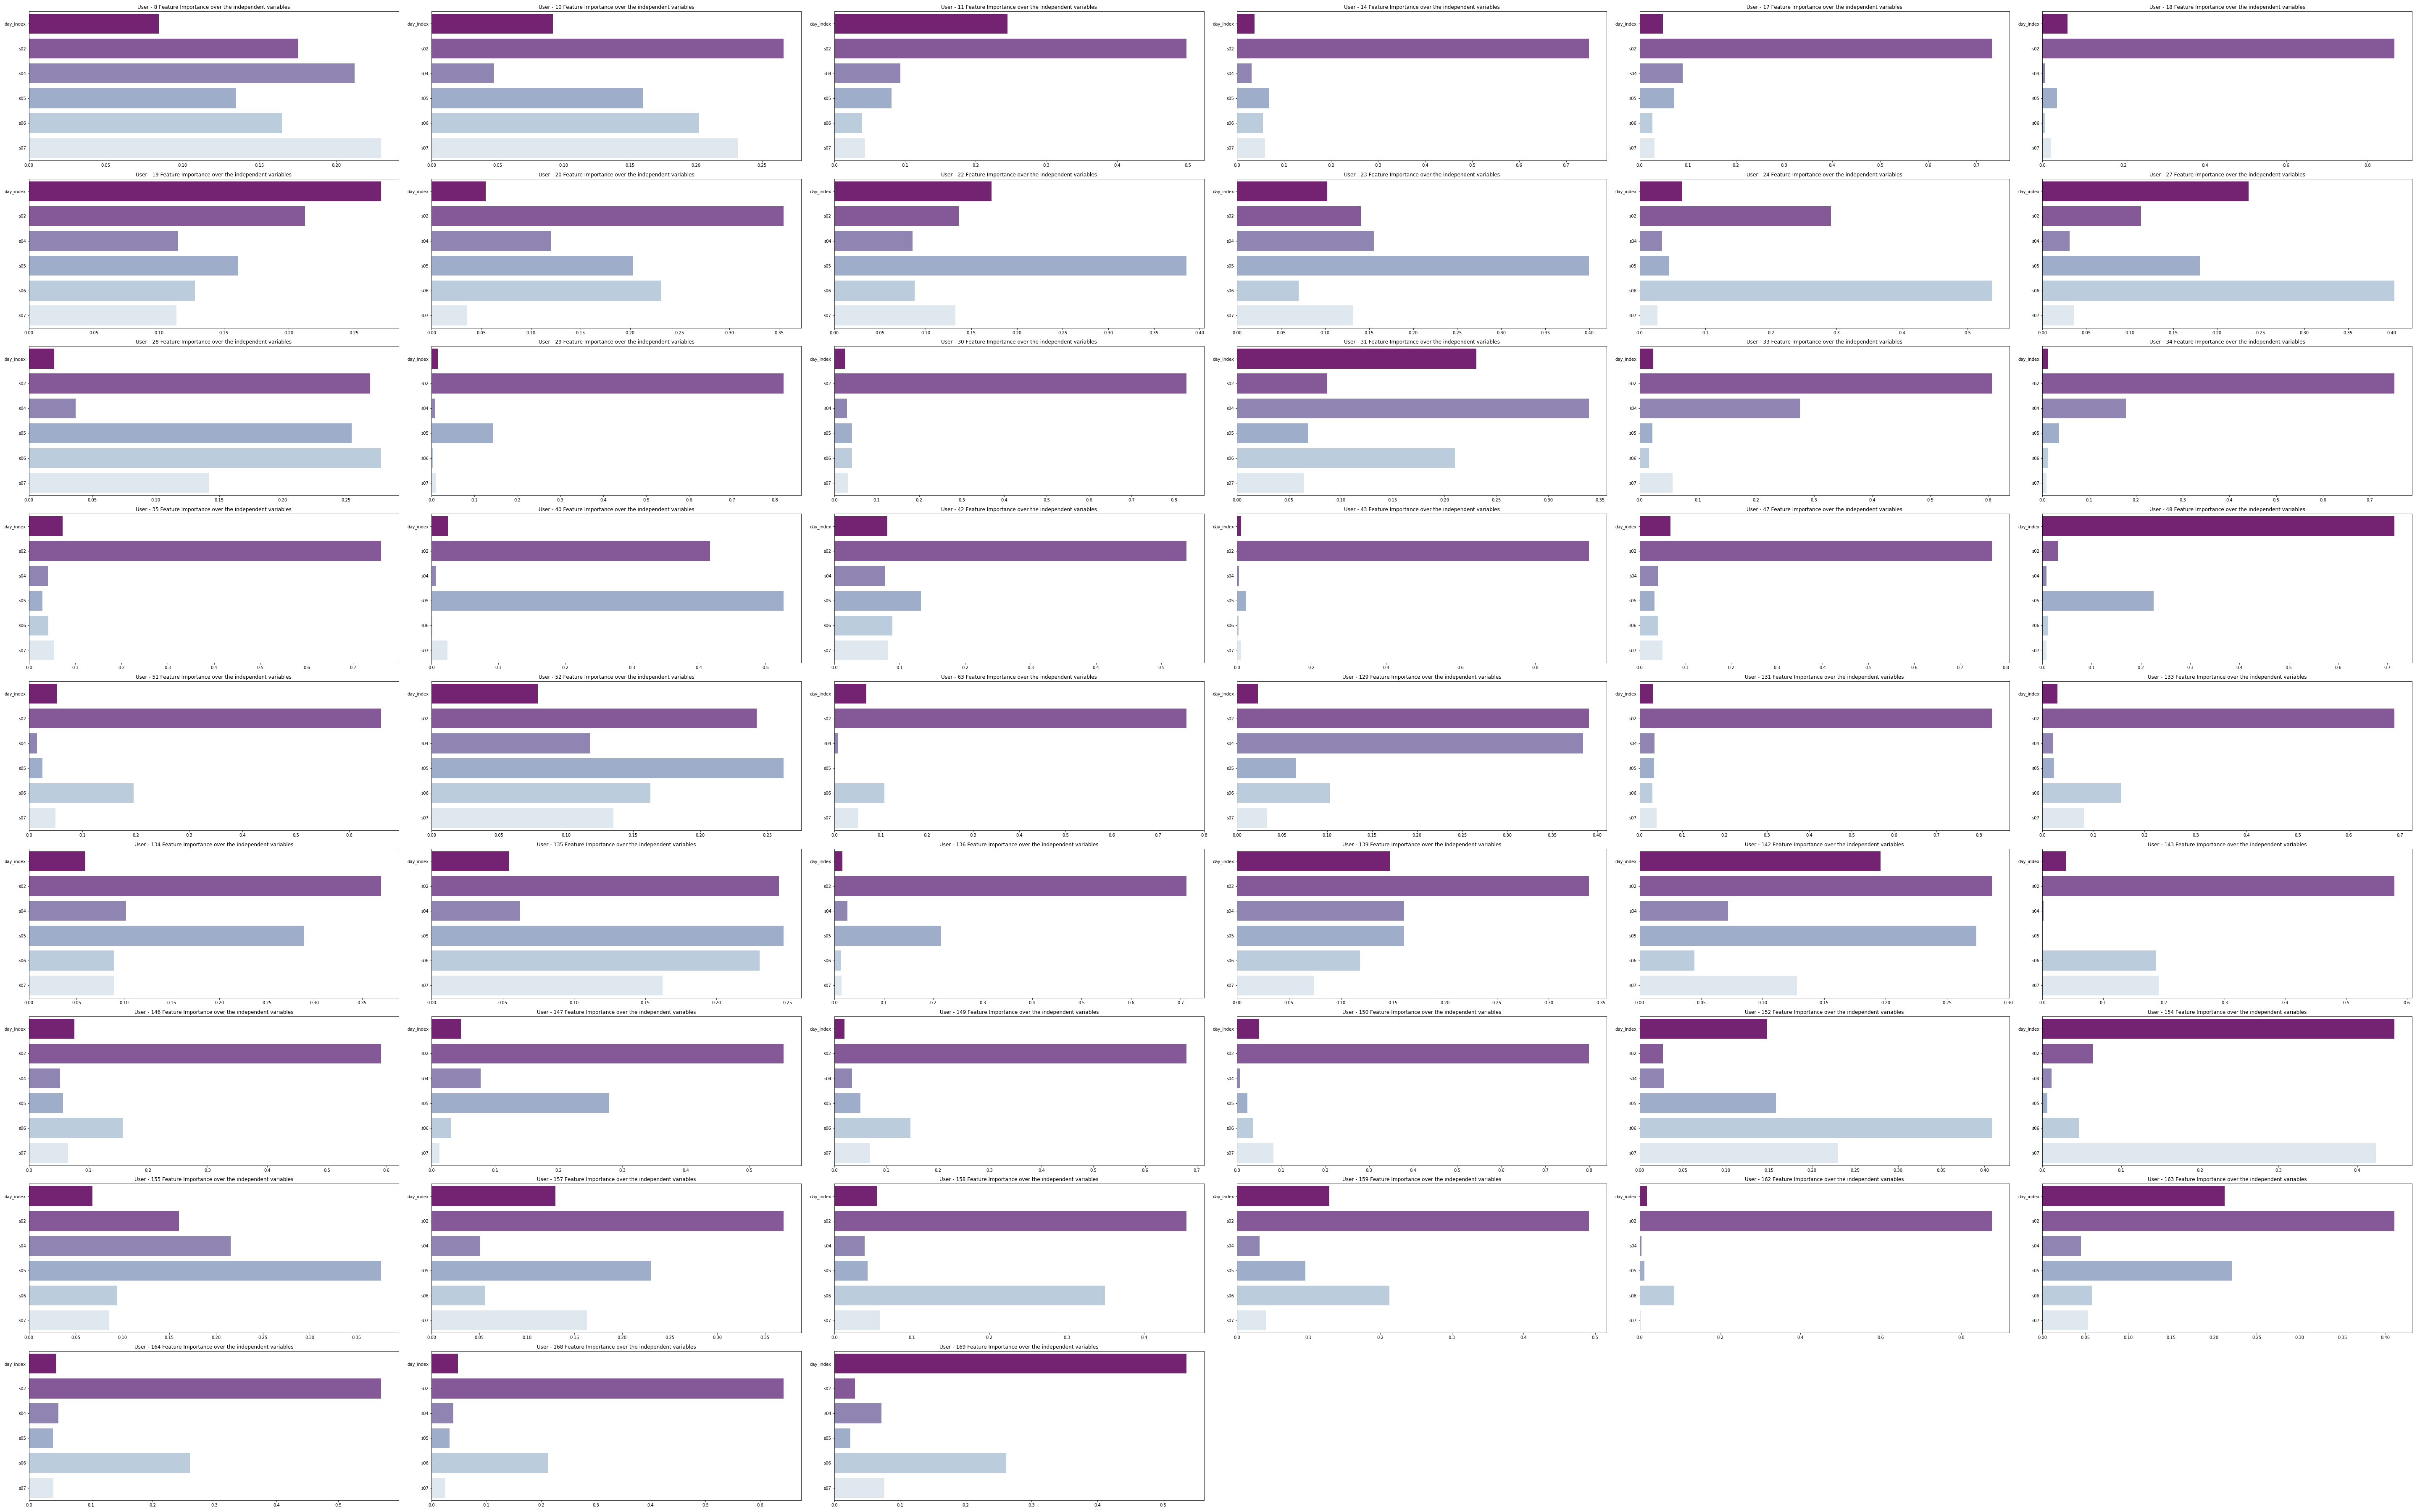 User - 8 Feature Importance over the independent variables
day_index
s02
s04
s05
s06
s07
0.00 0.05 0.10 0.15 0.20
User - 10 Feature Importance over the independent variables
day_index
s02
s04
s05
s06
s07
0.00 0.05 0.10 0.15 0.20 0.25
User - 11 Feature Importance over the independent variables
day_index
s02
s04
s05
s06
s07
0.0 0.1 0.2 0.3 0.4 0.5
User - 14 Feature Importance over the independent variables
day_index
s02
s04
s05
s06
s07
0.0 0.1 0.2 0.3 0.4 0.5 0.6 0.7
User - 17 Feature Importance over the independent variables
day_index
s02
s04
s05
s06
s07
0.0 0.1 0.2 0.3 0.4 0.5 0.6 0.7
User - 18 Feature Importance over the independent variables
day_index
s02
s04
s05
s06
s07
0.0 0.2 0.4 0.6 0.8
User - 19 Feature Importance over the independent variables
day_index
s02
s04
s05
s06
s07
0.00 0.05 0.10 0.15 0.20 0.25
User - 20 Feature Importance over the independent variables
day_index
s02
s04
s05
s06
s07
0.00 0.05 0.10 0.15 0.20 0.25 0.30 0.35
User - 22 Feature Importance over the independent variables
day_index
s02
s04
s05
s06
s07
0.00 0.05 0.10 0.15 0.20 0.25 0.30 0.35 0.40
User - 23 Feature Importance over the independent variables
day_index
s02
s04
s05
s06
s07
0.00 0.05 0.10 0.15 0.20 0.25 0.30 0.35 0.40
User - 24 Feature Importance over the independent variables
day_index
s02
s04
s05
s06
s07
0.0 0.1 0.2 0.3 0.4 0.5
User - 27 Feature Importance over the independent variables
day_index
s02
s04
s05
s06
s07
0.00 0.05 0.10 0.15 0.20 0.25 0.30 0.35 0.40
User - 28 Feature Importance over the independent variables
day_index
s02
s04
s05
s06
s07
0.00 0.05 0.10 0.15 0.20 0.25
User - 29 Feature Importance over the independent variables
day_index
s02
s04
s05
s06
s07
0.0 0.1 0.2 0.3 0.4 0.5 0.6 0.7 0.8
User - 30 Feature Importance over the independent variables
day_index
s02
s04
s05
s06
s07
0.0 0.1 0.2 0.3 0.4 0.5 0.6 0.7 0.8
User - 31 Feature Importance over the independent variables
day_index
s02
s04
s05
s06
s07
0.00 0.05 0.10 0.15 0.20 0.25 0.30 0.35
User - 33 Feature Importance over the independent variables
day_index
s02
s04
s05
s06
s07
0.0 0.1 0.2 0.3 0.4 0.5 0.6
User - 34 Feature Importance over the independent variables
day_index
s02
s04
s05
s06
s07
0.0 0.1 0.2 0.3 0.4 0.5 0.6 0.7
User - 35 Feature Importance over the independent variables
day_index
s02
s04
s05
s06
s07
0.0 0.1 0.2 0.3 0.4 0.5 0.6 0.7
User - 40 Feature Importance over the independent variables
day_index
s02
s04
s05
s06
s07
0.0 0.1 0.2 0.3 0.4 0.5
User - 42 Feature Importance over the independent variables
day_index
s02
s04
s05
s06
s07
0.0 0.1 0.2 0.3 0.4 0.5
User - 43 Feature Importance over the independent variables
day_index
s02
s04
s05
s06
s07
0.0 0.2 0.4 0.6 0.8
User - 47 Feature Importance over the independent variables
day_index
s02
s04
s05
s06
s07
0.0 0.1 0.2 0.3 0.4 0.5 0.6 0.7 0.8
User - 48 Feature Importance over the independent variables
day_index
s02
s04
s05
s06
s07
0.0 0.1 0.2 0.3 0.4 0.5 0.6 0.7
User - 51 Feature Importance over the independent variables
day_index
s02
s04
s05
s06
s07
0.0 0.1 0.2 0.3 0.4 0.5 0.6
User - 52 Feature Importance over the independent variables
day_index
s02
s04
s05
s06
s07
0.00 0.05 0.10 0.15 0.20 0.25
User - 63 Feature Importance over the independent variables
day_index
s02
s04
s05
s06
s07
0.0 0.1 0.2 0.3 0.4 0.5 0.6 0.7 0.8
User - 129 Feature Importance over the independent variables
day_index
s02
s04
s05
s06
s07
0.00 0.05 0.10 0.15 0.20 0.25 0.30 0.35 0.40
User - 131 Feature Importance over the independent variables
day_index
s02
s04
s05
s06
s07
0.0 0.1 0.2 0.3 0.4 0.5 0.6 0.7 0.8
User - 133 Feature Importance over the independent variables
day_index
s02
s04
s05
s06
s07
0.0 0.1 0.2 0.3 0.4 0.5 0.6 0.7
User - 134 Feature Importance over the independent variables
day_index
s02
s04
s05
s06
s07
0.00 0.05 0.10 0.15 0.20 0.25 0.30 0.35
User - 135 Feature Importance over the independent variables
day_index
s02
s04
s05
s06
s07
0.00 0.05 0.10 0.15 0.20 0.25
User - 136 Feature Importance over the independent variables
day_index
s02
s04
s05
s06
s07
0.0 0.1 0.2 0.3 0.4 0.5 0.6 0.7
User - 139 Feature Importance over the independent variables
day_index
s02
s04
s05
s06
s07
0.00 0.05 0.10 0.15 0.20 0.25 0.30 0.35
User - 142 Feature Importance over the independent variables
day_index
s02
s04
s05
s06
s07
0.00 0.05 0.10 0.15 0.20 0.25 0.30
User - 143 Feature Importance over the independent variables
day_index
s02
s04
s05
s06
s07
0.0 0.1 0.2 0.3 0.4 0.5 0.6
User - 146 Feature Importance over the independent variables
day_index
s02
s04
s05
s06
s07
0.0 0.1 0.2 0.3 0.4 0.5 0.6
User - 147 Feature Importance over the independent variables
day_index
s02
s04
s05
s06
s07
0.0 0.1 0.2 0.3 0.4 0.5
User - 149 Feature Importance over the independent variables
day_index
s02
s04
s05
s06
s07
0.0 0.1 0.2 0.3 0.4 0.5 0.6 0.7
User - 150 Feature Importance over the independent variables
day_index
s02
s04
s05
s06
s07
0.0 0.1 0.2 0.3 0.4 0.5 0.6 0.7 0.8
User - 152 Feature Importance over the independent variables
day_index
s02
s04
s05
s06
s07
0.00 0.05 0.10 0.15 0.20 0.25 0.30 0.35 0.40
User - 154 Feature Importance over the independent variables
day_index
s02
s04
s05
s06
s07
0.0 0.1 0.2 0.3 0.4
User - 155 Feature Importance over the independent variables
day_index
s02
s04
s05
s06
s07
0.00 0.05 0.10 0.15 0.20 0.25 0.30 0.35
User - 157 Feature Importance over the independent variables
day_index
s02
s04
s05
s06
s07
0.00 0.05 0.10 0.15 0.20 0.25 0.30 0.35
User - 158 Feature Importance over the independent variables
day_index
s02
s04
s05
s06
s07
0.0 0.1 0.2 0.3 0.4
User - 159 Feature Importance over the independent variables
day_index
s02
s04
s05
s06
s07
0.0 0.1 0.2 0.3 0.4 0.5
User - 162 Feature Importance over the independent variables
day_index
s02
s04
s05
s06
s07
0.0 0.2 0.4 0.6 0.8
User - 163 Feature Importance over the independent variables
day_index
s02
s04
s05
s06
s07
0.00 0.05 0.10 0.15 0.20 0.25 0.30 0.35 0.40
User - 164 Feature Importance over the independent variables
day_index
s02
s04
s05
s06
s07
0.0 0.1 0.2 0.3 0.4 0.5
User - 168 Feature Importance over the independent variables
day_index
s02
s04
s05
s06
s07
0.0 0.1 0.2 0.3 0.4 0.5 0.6
User - 169 Feature Importance over the independent variables
day_index
s02
s04
s05
s06
s07
0.0 0.1 0.2 0.3 0.4 0.5